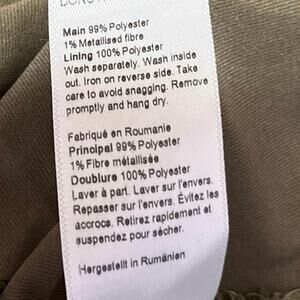 Main 99% Polyester
1% Metallised fibre
Lining 100% Polyester
Wash separately. Wash inside
out. Iron on reverse side. Take
care to avoid snagging. Remove
promptly and hang dry.
Fabriqué en Roumanie
Principal 99% Polyester
1% Fibre métallisée
Doublure 100% Polyester
Laver à part. Laver sur l'envers.
Repasser sur l'envers. Évitez les
accrocs. Retirez rapidement et
suspendez pour sécher.
Hergestellt in Rumänien